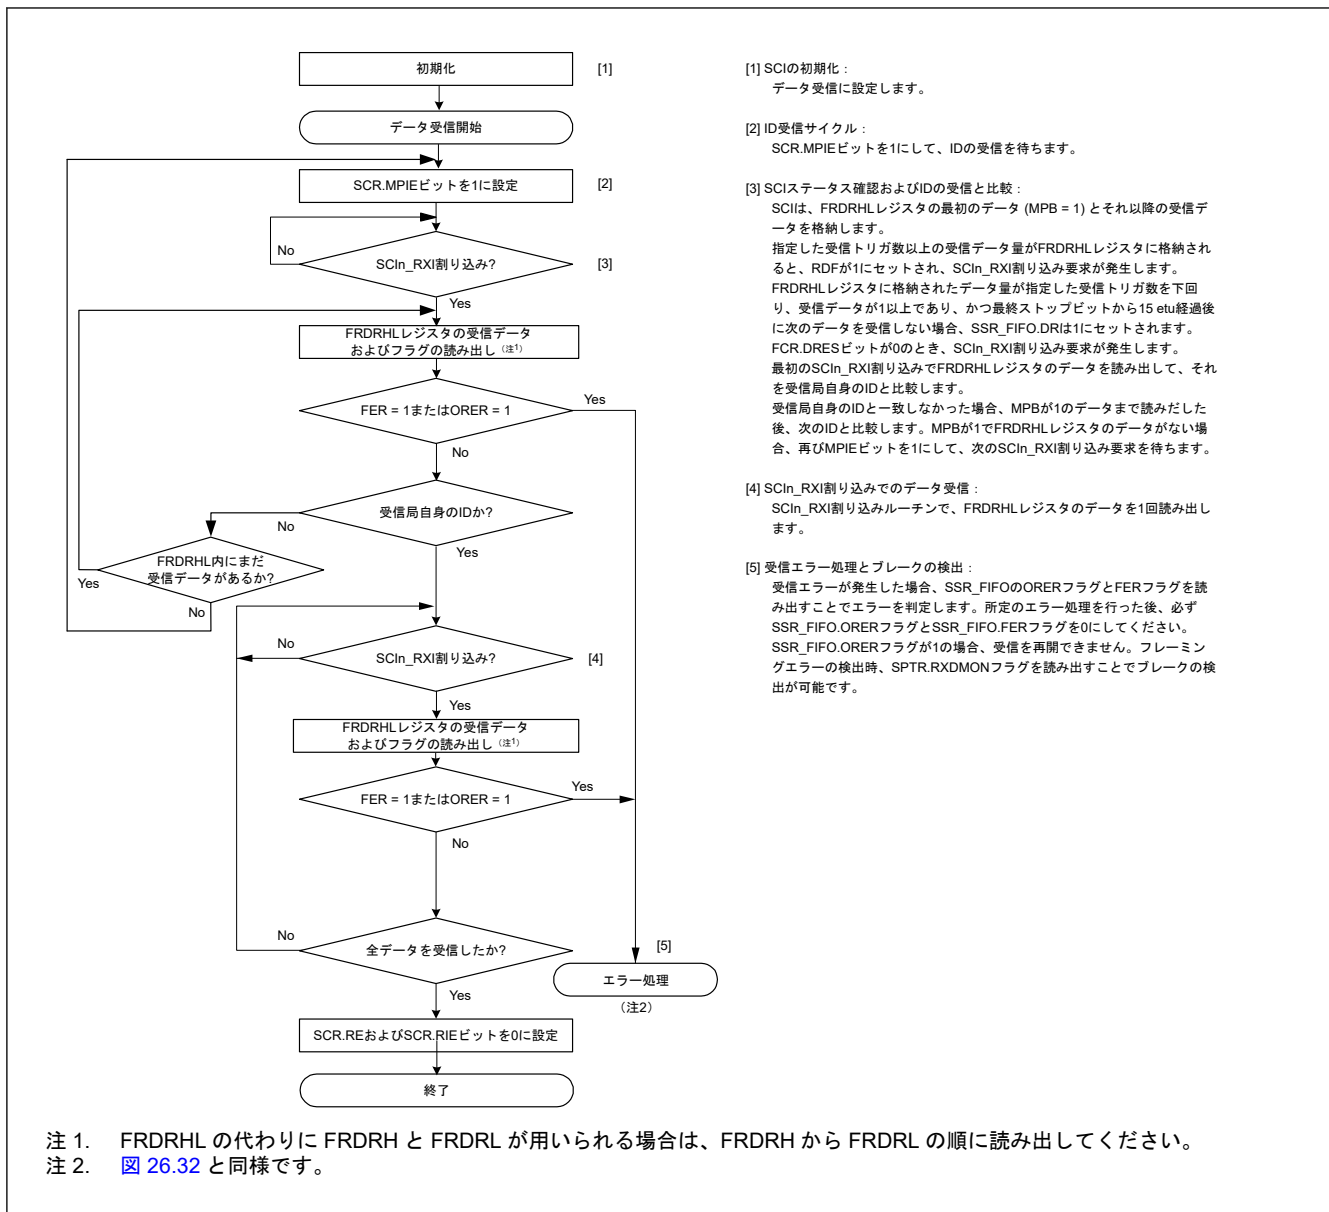 初期化
[1]
データ受信開始
SCR.MPIEビットを1に設定
[2]
No
SCIn_RXI割り込み?
[3]
Yes
FRDRHLレジスタの受信データ
およびフラグの読み出し（注1）
FER = 1またはORER = 1
Yes
No
受信局自身のIDか?
No
Yes
FRDRHL内にまだ
受信データがあるか?
Yes
No
No
SCIn_RXI割り込み?
[4]
Yes
FRDRHLレジスタの受信データ
およびフラグの読み出し（注1）
FER = 1またはORER = 1
Yes
No
No
全データを受信したか?
[5]
エラー処理
（注2）
Yes
SCR.REおよびSCR.RIEビットを0に設定
終了
[1] SCIの初期化：
データ受信に設定します。
[2] ID受信サイクル：
SCR.MPIEビットを1にして、IDの受信を待ちます。
[3] SCIステータス確認およびIDの受信と比較：
SCIは、FRDRHLレジスタの最初のデータ (MPB = 1) とそれ以降の受信デ
ータを格納します。
指定した受信トリガ数以上の受信データ量がFRDRHLレジスタに格納され
ると、RDFが1にセットされ、SCIn_RXI割り込み要求が発生します。
FRDRHLレジスタに格納されたデータ量が指定した受信トリガ数を下回
り、受信データが1以上であり、かつ最終ストップビットから15 etu経過後
に次のデータを受信しない場合、SSR_FIFO.DRは1にセットされます。
FCR.DRESビットが0のとき、SCIn_RXI割り込み要求が発生します。
最初のSCIn_RXI割り込みでFRDRHLレジスタのデータを読み出して、それ
を受信局自身のIDと比較します。
受信局自身のIDと一致しなかった場合、MPBが1のデータまで読みだした
後、次のIDと比較します。MPBが1でFRDRHLレジスタのデータがない場
合、再びMPIEビットを1にして、次のSCIn_RXI割り込み要求を待ちます。
[4] SCIn_RXI割り込みでのデータ受信：
SCIn_RXI割り込みルーチンで、FRDRHLレジスタのデータを1回読み出し
ます。
[5] 受信エラー処理とブレークの検出：
受信エラーが発生した場合、SSR_FIFOのORERフラグとFERフラグを読
み出すことでエラーを判定します。所定のエラー処理を行った後、必ず
SSR_FIFO.ORERフラグとSSR_FIFO.FERフラグを0にしてください。
SSR_FIFO.ORERフラグが1の場合、受信を再開できません。フレーミン
グエラーの検出時、SPTR.RXDMONフラグを読み出すことでブレークの検
出が可能です。
注 1. FRDRHL の代わりに FRDRH と FRDRL が用いられる場合は、FRDRH から FRDRL の順に読み出してください。
注 2. 図 26.32 と同様です。